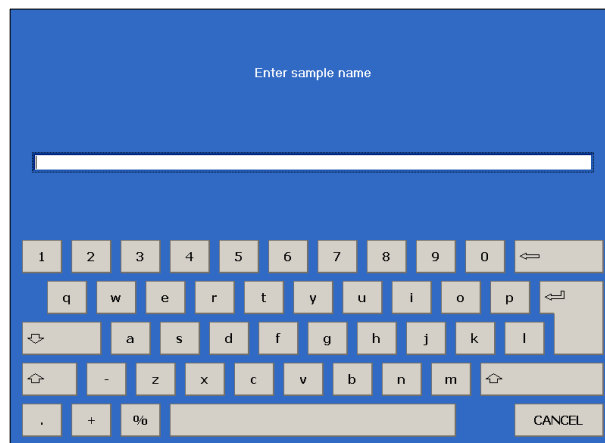 Enter sample name
1 2 3 4 5 6 7 8 9 0
q w e r t y u i o p
a s d f g h j k l
- z x c v b n m
. + % CANCEL